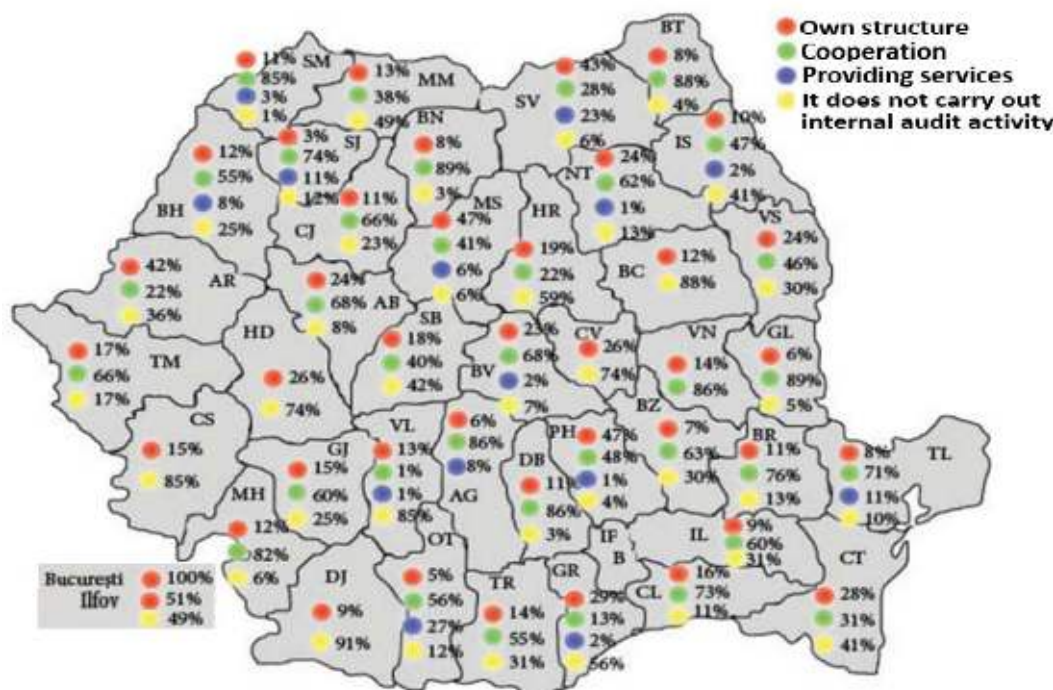 Own structure
Cooperation
Providing services
It does not carry out
internal audit activity
SM
11%
85%
3%
1%
MM
13%
38%
49%
SV
43%
28%
23%
6%
BT
8%
88%
4%
IS
10%
47%
2%
41%
BH
12%
55%
8%
25%
SJ
3%
74%
11%
12%
BN
8%
89%
3%
CJ
11%
66%
23%
MS
47%
41%
6%
6%
HR
19%
22%
59%
NT
24%
62%
1%
13%
BC
12%
88%
VS
24%
46%
30%
AR
42%
22%
36%
AB
24%
68%
8%
TM
17%
66%
17%
HD
26%
74%
SB
18%
40%
42%
BV
23%
68%
2%
7%
CV
26%
74%
VN
14%
86%
GL
6%
89%
5%
CS
15%
85%
GJ
15%
60%
25%
VL
13%
1%
1%
85%
AG
6%
86%
8%
DB
11%
86%
3%
PH
47%
48%
1%
4%
BZ
7%
63%
30%
BR
11%
76%
13%
TL
8%
71%
11%
10%
MH
12%
82%
6%
DJ
9%
91%
OT
5%
56%
27%
12%
TR
14%
55%
31%
GR
29%
13%
2%
56%
IF
B
IL
9%
60%
31%
CL
16%
73%
11%
CT
28%
31%
41%
București 100%
Ilfov 51%
49%